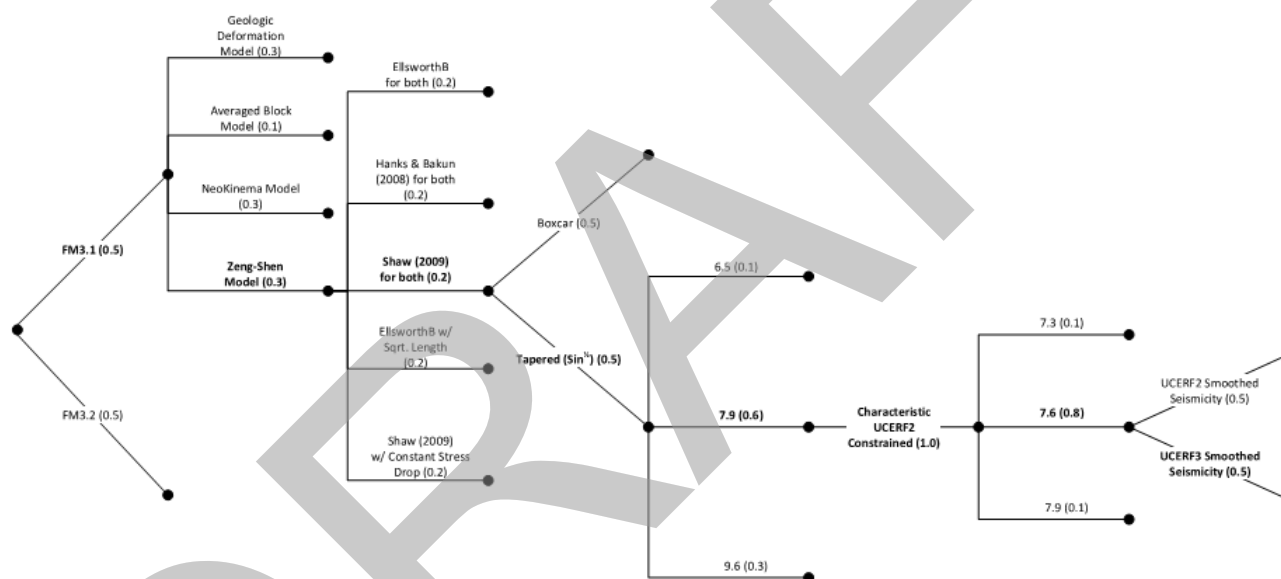 Geologic
Deformation
Model (0.3)
Averaged Block
Model (0.1)
NeoKinema Model
(0.3)
Zeng-Shen
Model (0.3)
FM3.1 (0.5)
FM3.2 (0.5)
EllsworthB
for both (0.2)
Hanks & Bakun
(2008) for both
(0.2)
Shaw (2009)
for both (0.2)
EllsworthB w/
Sqrt. Length
(0.2)
Shaw (2009)
w/ Constant Stress
Drop (0.2)
Boxcar (0.5)
Tapered (Sin½) (0.5)
6.5 (0.1)
7.9 (0.6)
9.6 (0.3)
Characteristic
UCERF2
Constrained (1.0)
7.3 (0.1)
7.6 (0.8)
7.9 (0.1)
UCERF2 Smoothed
Seismicity (0.5)
UCERF3 Smoothed
Seismicity (0.5)